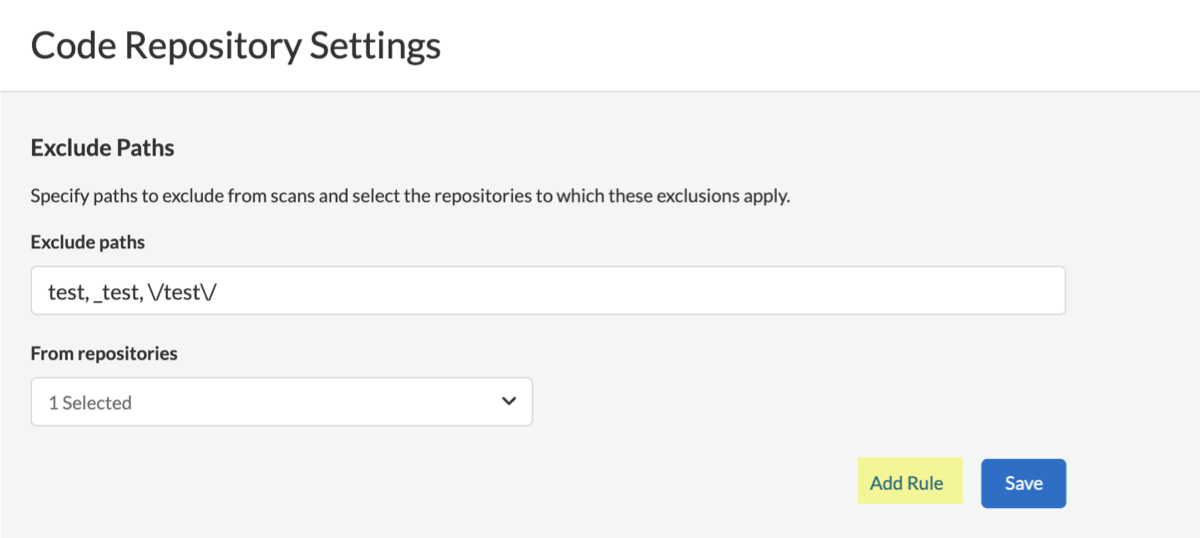 Code Repository Settings
Exclude Paths
Specify paths to exclude from scans and select the repositories to which these exclusions apply.
Exclude paths
test, _test, \/test\/
From repositories
1 Selected
Add Rule
Save